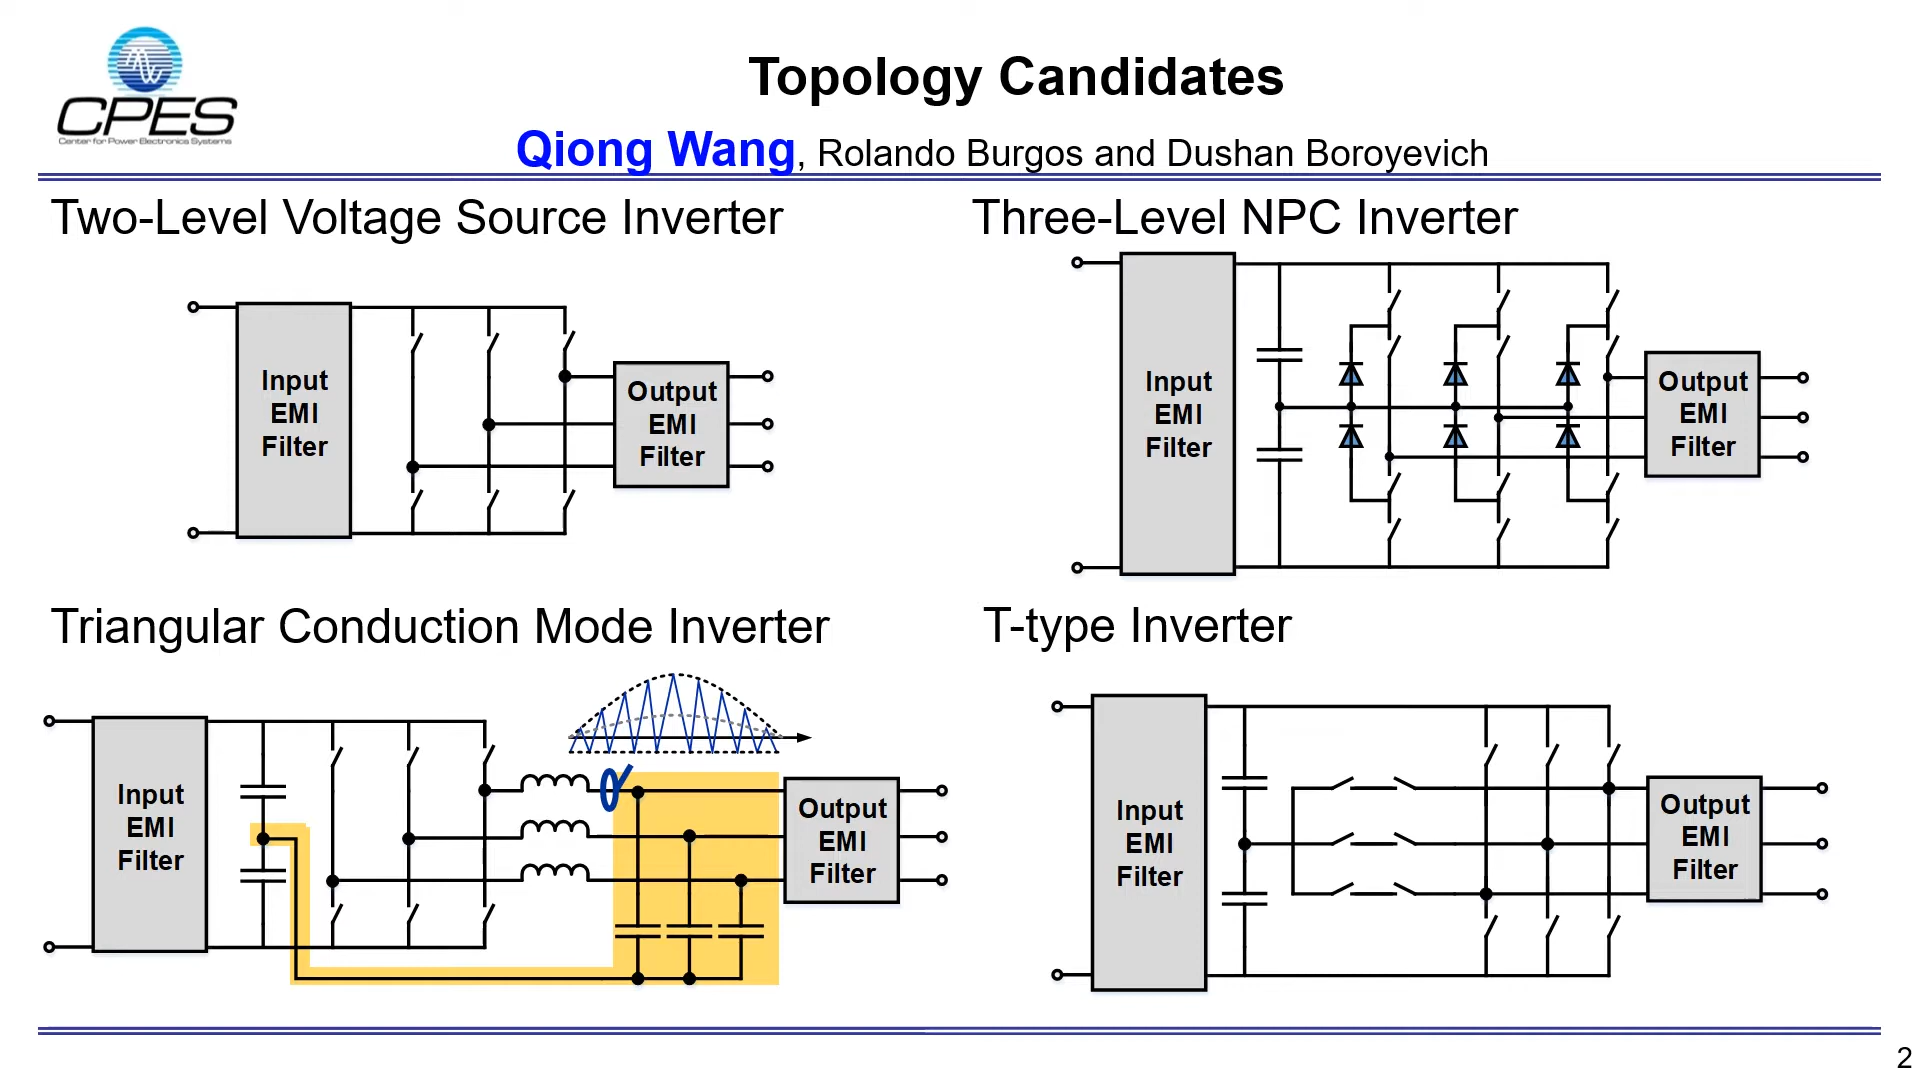 CPES
Center for Power Electronics Systems
Topology Candidates
Qiong Wang, Rolando Burgos and Dushan Boroyevich
Two-Level Voltage Source Inverter
Input
EMI
Filter
Output
EMI
Filter
Three-Level NPC Inverter
Input
EMI
Filter
Output
EMI
Filter
Triangular Conduction Mode Inverter
Input
EMI
Filter
Output
EMI
Filter
T-type Inverter
Input
EMI
Filter
Output
EMI
Filter
2